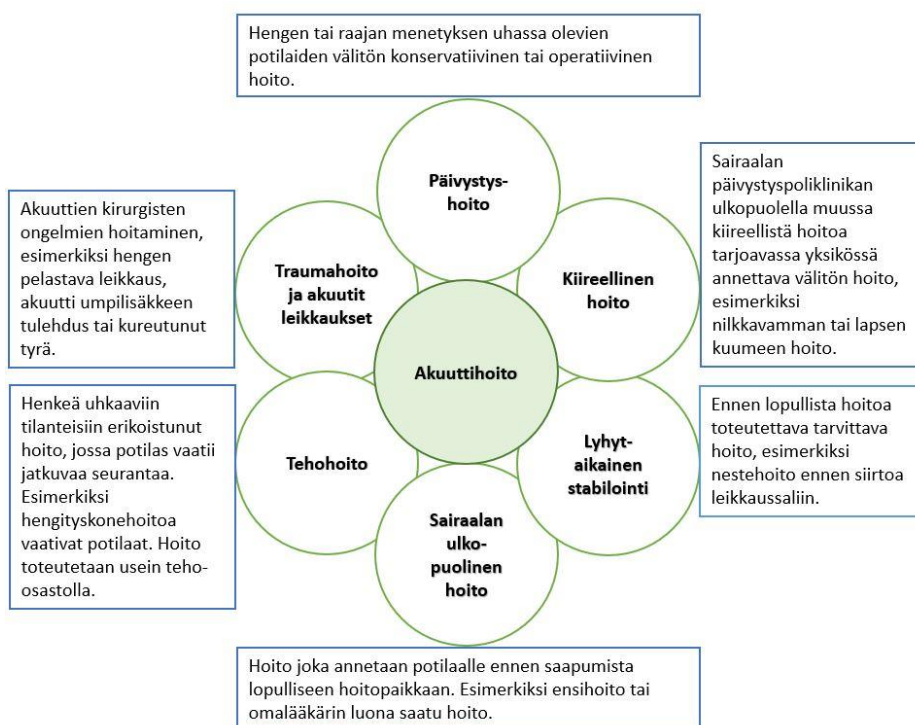 Hengen tai raajan menetyksen uhassa olevien
potilaiden välitön konservatiivinen tai operatiivinen
hoito.
Päivystys-
hoito
Sairaalan
päivystyspoliklinikan
ulkopuolella muussa
kiireellistä hoitoa
tarjoavassa yksikössä
annettava välitön hoito,
esimerkiksi
nilkkavamman tai lapsen
kuumeen hoito.
Kiireellinen
hoito
Akuuttien kirurgisten
ongelmien hoitaminen,
esimerkiksi hengen
pelastava leikkaus,
akuutti umpilisäkkeen
tulehdus tai kureutunut
tyrä.
Traumahoito
ja akuutit
leikkaukset
Akuuttihoito
Henkeä uhkaaviin
tilanteisiin erikoistunut
hoito, jossa potilas vaatii
jatkuvaa seurantaa.
Esimerkiksi
hengityskonehoitoa
vaativat potilaat. Hoito
toteutetaan usein teho-
osastolla.
Tehohoito
Lyhyt-
aikainen
stabilointi
Ennen lopullista hoitoa
toteutettava tarvittava
hoito, esimerkiksi
nestehoito ennen siirtoa
leikkaussaliin.
Sairaalan
ulko-
puolinen
hoito
Hoito joka annetaan potilaalle ennen saapumista
lopulliseen hoitopaikkaan. Esimerkiksi ensihoito tai
omalääkärin luona saatu hoito.